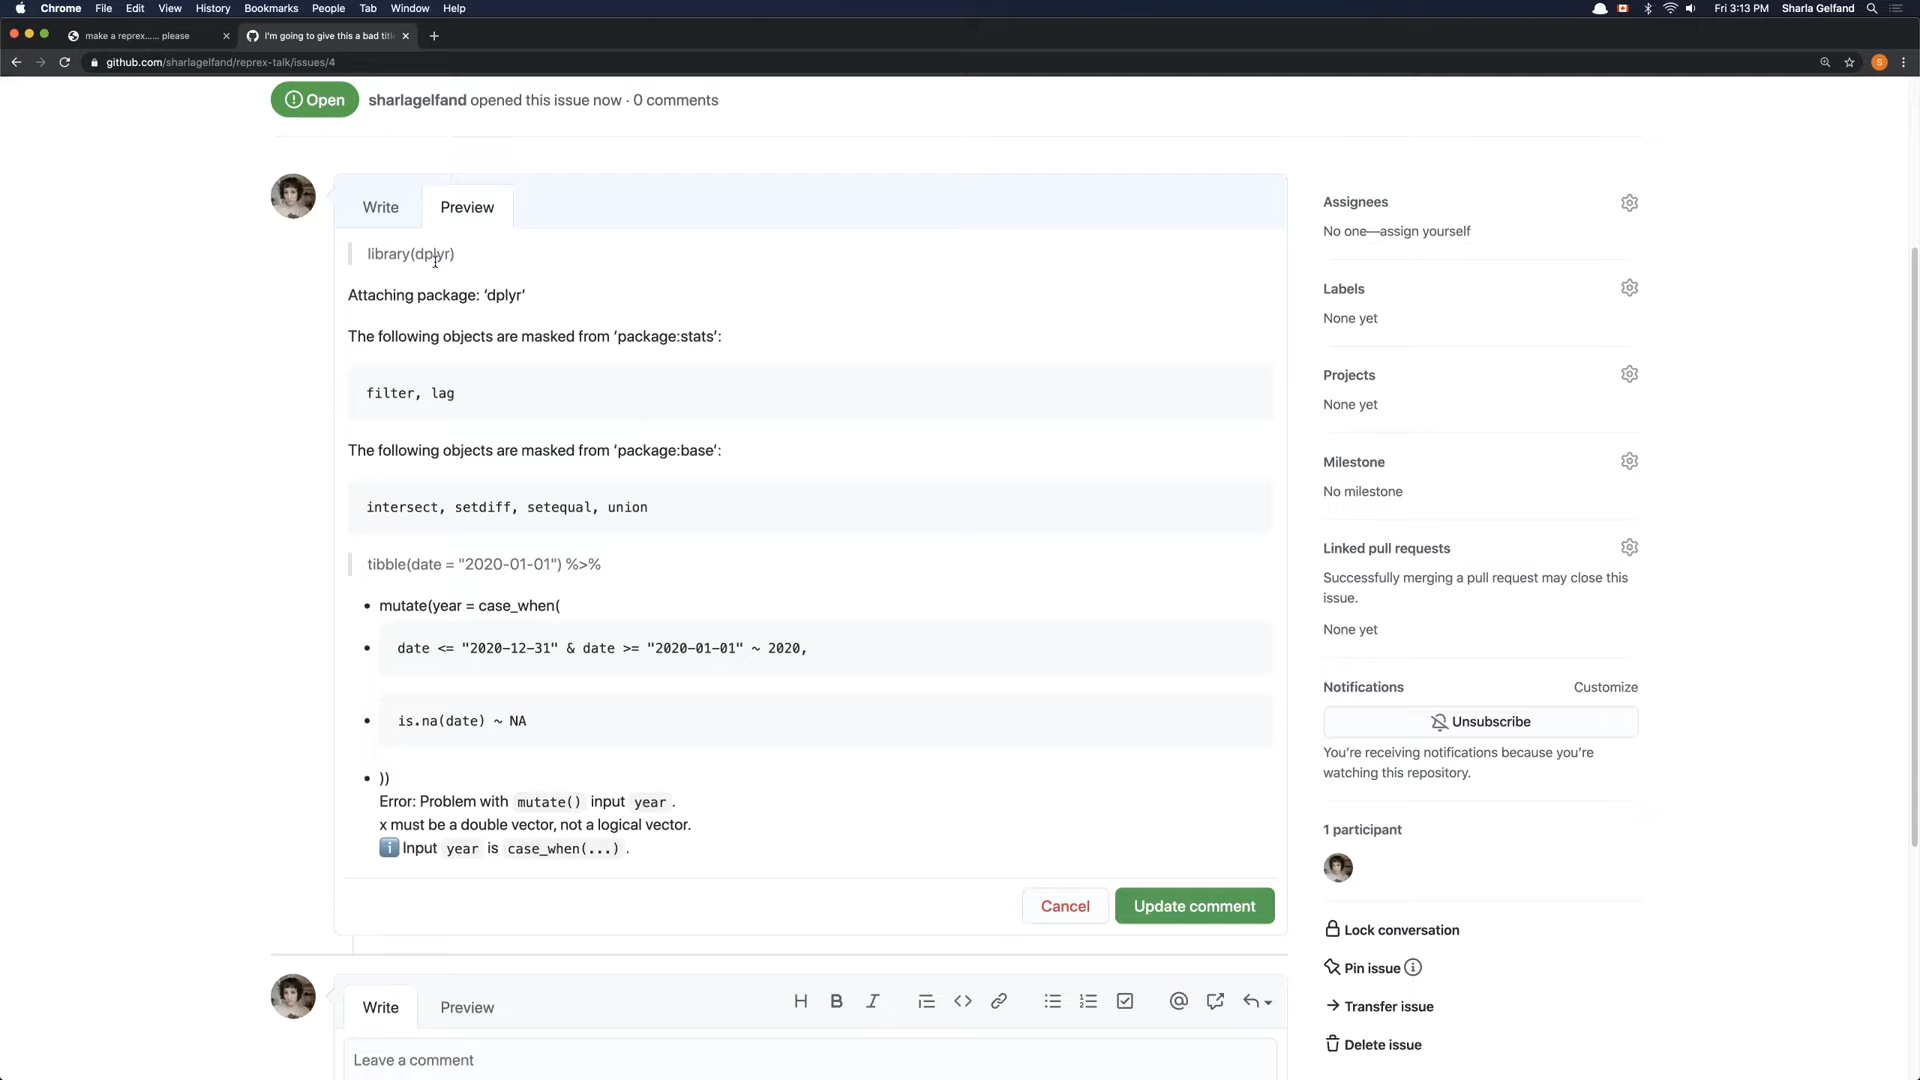 Chrome File Edit View History Bookmarks People Tab Window Help Fri 3:13 PM Sharla Gelfand
make a reprex...... please
I'm going to give this a bad titl
github.com/sharlagelfand/reprex-talk/issues/4
S
Open sharlagelfand opened this issue now · 0 comments
Write Preview
library(dplyr)
Attaching package: ‘dplyr’
The following objects are masked from ‘package:stats’:
filter, lag
The following objects are masked from ‘package:base’:
intersect, setdiff, setequal, union
tibble(date = "2020-01-01") %>%
• mutate(year = case_when(
• date <= "2020-12-31" & date >= "2020-01-01" ~ 2020,
• is.na(date) ~ NA
• ))
Error: Problem with mutate() input year .
x must be a double vector, not a logical vector.
i Input year is case_when(...) .
Cancel Update comment
Write Preview H B I
Leave a comment
Assignees
No one—assign yourself
Labels
None yet
Projects
None yet
Milestone
No milestone
Linked pull requests
Successfully merging a pull request may close this
issue.
None yet
Notifications Customize
Unsubscribe
You’re receiving notifications because you’re
watching this repository.
1 participant
Lock conversation
Pin issue
Transfer issue
Delete issue